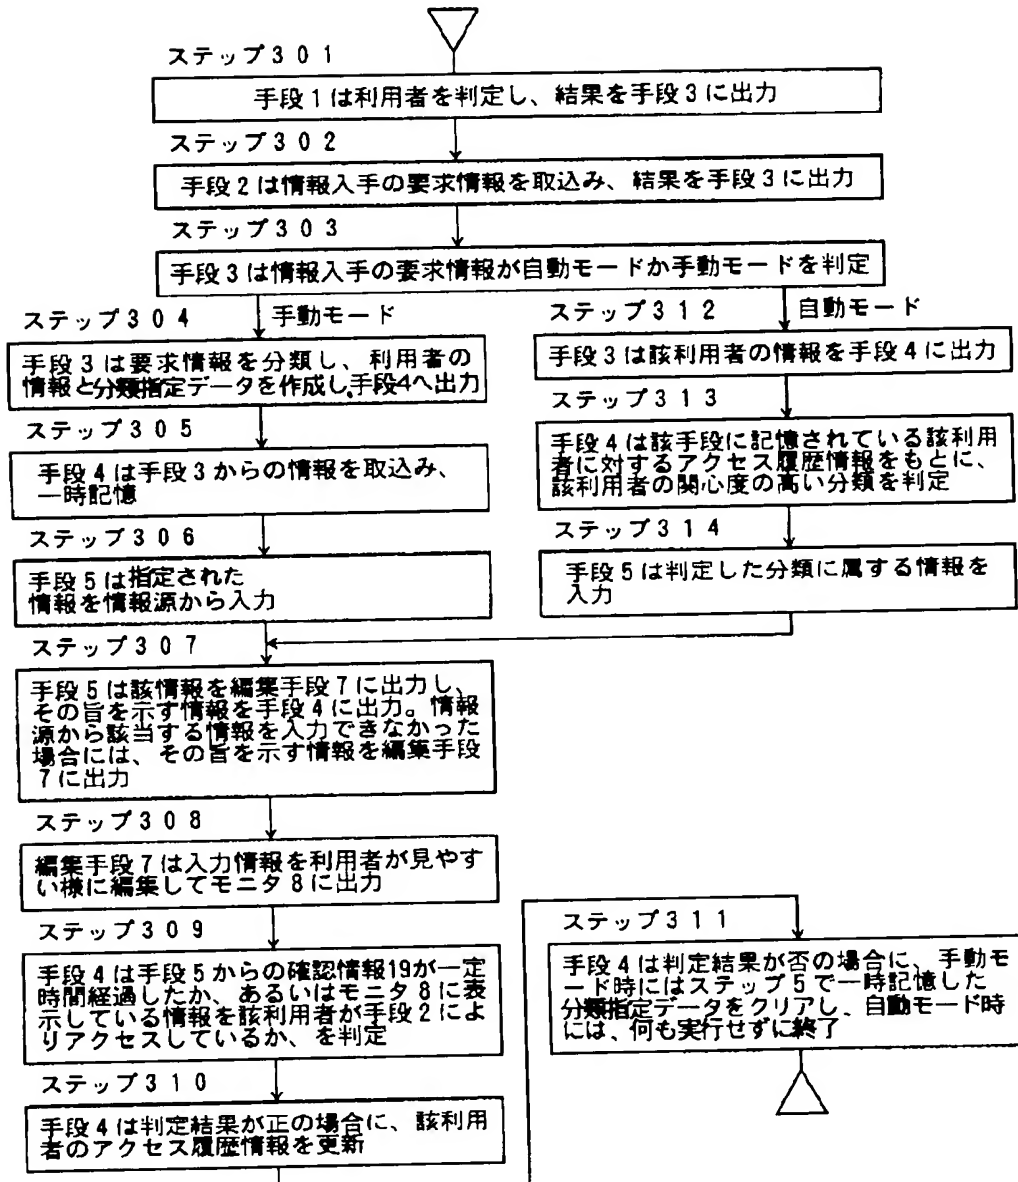 ステップ301
手段1は利用者を判定し、結果を手段3に出力
ステップ302
手段2は情報入手の要求情報を取込み、結果を手段3に出力
ステップ303
手段3は情報入手の要求情報が自動モードか手動モードを判定
ステップ304
手動モード
手段3は要求情報を分類し、利用者の
情報と分類指定データを作成し、手段4へ出力
ステップ305
手段4は手段3からの情報を取込み、
一時記憶
ステップ306
手段5は指定された
情報を情報源から入力
ステップ312
自動モード
手段3は該利用者の情報を手段4に出力
ステップ313
手段4は該手段に記憶されている該利用
者に対するアクセス履歴情報をもとに、
該利用者の関心度の高い分類を判定
ステップ314
手段5は判定した分類に属する情報を
入力
ステップ307
手段5は該情報を編集手段7に出力し、
その旨を示す情報を手段4に出力。情報
源から該当する情報を入力できなかった
場合には、その旨を示す情報を編集手段
7に出力
ステップ308
編集手段7は入力情報を利用者が見やす
い様に編集してモニタ8に出力
ステップ309
手段4は手段5からの確認情報19が一定
時間経過したか、あるいはモニタ8に表
示している情報を該利用者が手段2によ
りアクセスしているか、を判定
ステップ310
手段4は判定結果が正の場合に、該利用
者のアクセス履歴情報を更新
ステップ311
手段4は判定結果が否の場合に、手動モ
ード時にはステップ5で一時記憶した
分類指定データをクリアし、自動モード時
には、何も実行せずに終了